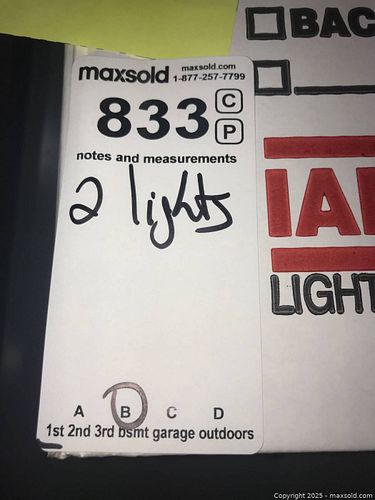 maxsold maxsold.com
1-877-257-7799
833 C
P
notes and measurements
2 lights
A B C D
1st 2nd 3rd bsmt garage outdoors
BAC
IA
LIGHT
Copyright © 2025 - maxsold.com